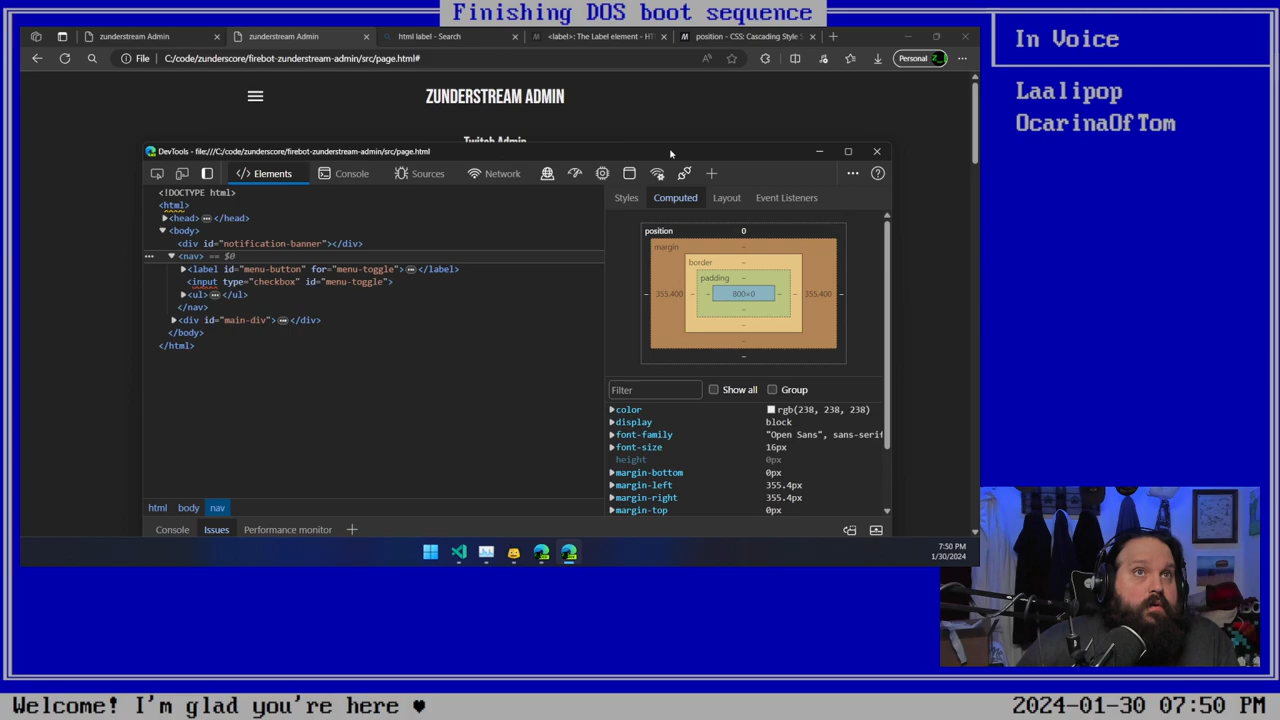 Finishing DOS boot sequence
In Voice
Laalipop
OcarinaOfTom
zunderstream Admin
zunderstream Admin
html label - Search
<label>: The Label element - HT
position - CSS: Cascading Style S
File
C:/code/zunderscore/firebot-zunderstream-admin/src/page.html#
Personal
ZUNDERSTREAM ADMIN
Twitch Admin
DevTools - file:///C:/code/zunderscore/firebot-zunderstream-admin/src/page.html
Elements
Console
Sources
Network
<!DOCTYPE html>
<html>
<head> </head>
<body>
<div id="notification-banner"></div>
<nav> == $0
<label id="menu-button" for="menu-toggle"> </label>
<input type="checkbox" id="menu-toggle">
<ul> </ul>
</nav>
<div id="main-div"> </div>
</body>
</html>
html body nav
Styles
Computed
Layout
Event Listeners
position 0
margin -
border -
padding -
355.400 - - 800×0 - - 355.400 -
-
-
-
-
Filter
Show all
Group
color rgb(238, 238, 238)
display block
font-family "Open Sans", sans-serif
font-size 16px
height 0px
margin-bottom 0px
margin-left 355.4px
margin-right 355.4px
margin-top 0px
Console
Issues
Performance monitor
7:50 PM
1/30/2024
Welcome! I'm glad you're here ♥
2024-01-30 07:50 PM